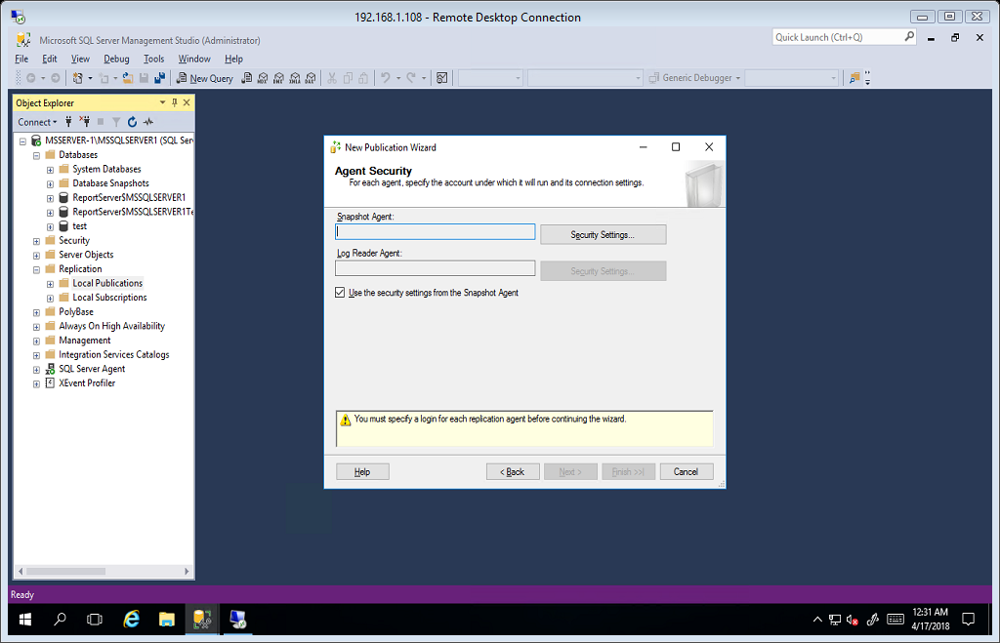 192.168.1.108 - Remote Desktop Connection
Microsoft SQL Server Management Studio (Administrator)
Quick Launch (Ctrl+Q)
File Edit View Debug Tools Window Help
New Query
MDX DMX XMLA DAX
Generic Debugger
Object Explorer
Connect
MSSERVER-1\MSSQLSERVER1 (SQL Ser
Databases
System Databases
Database Snapshots
ReportServer$MSSQLSERVER1
ReportServer$MSSQLSERVER1Te
test
Security
Server Objects
Replication
Local Publications
Local Subscriptions
PolyBase
Always On High Availability
Management
Integration Services Catalogs
SQL Server Agent
XEvent Profiler
New Publication Wizard
Agent Security
For each agent, specify the account under which it will run and its connection settings.
Snapshot Agent:
Security Settings...
Log Reader Agent:
Security Settings...
Use the security settings from the Snapshot Agent
You must specify a login for each replication agent before continuing the wizard.
Help < Back Next > Finish >>| Cancel
Ready
12:31 AM
4/17/2018